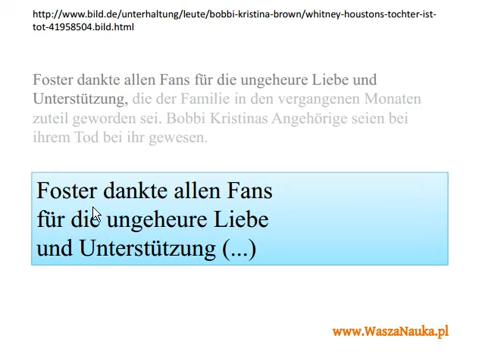 http://www.bild.de/unterhaltung/leute/bobbi-kristina-brown/whitney-houstons-tochter-ist-
tot-41958504.bild.html
Foster dankte allen Fans für die ungeheure Liebe und
Unterstützung, die der Familie in den vergangenen Monaten
zuteil geworden sei. Bobbi Kristinas Angehörige seien bei
ihrem Tod bei ihr gewesen.
Foster dankte allen Fans
für die ungeheure Liebe
und Unterstützung (...)
www.WaszaNauka.pl